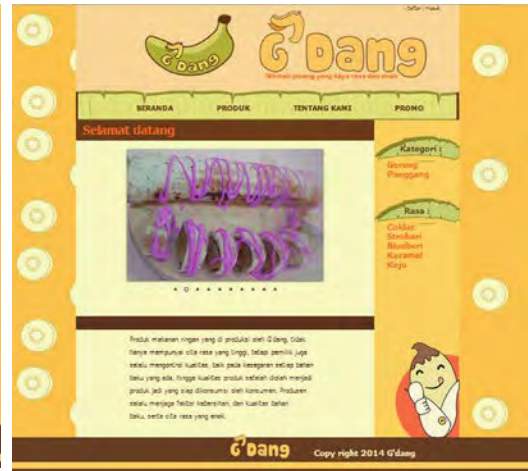 Daftar | Masuk
G'Dang
G'Dang
Nikmati pisang yang kaya rasa dan enak
BERANDA PRODUK TENTANG KAMI PROMO
Selamat datang
Kategori :
Goreng
Panggang
Rasa :
Coklat
Stroberi
Blueberi
Karamel
Keju
Produk makanan ringan yang di produksi oleh G'dang, tidak
hanya mempunyai cita rasa yang tinggi, tetapi pemilik juga
selalu mengontrol kualitas, baik pada kesegaran setiap bahan
baku yang ada, hingga kualitas produk setelah diolah menjadi
produk jadi yang siap dikonsumsi oleh konsumen. Produsen
selalu menjaga faktor kebersihan, dan kualitas bahan
baku, serta cita rasa yang enak.
G'Dang Copy right 2014 G'dang